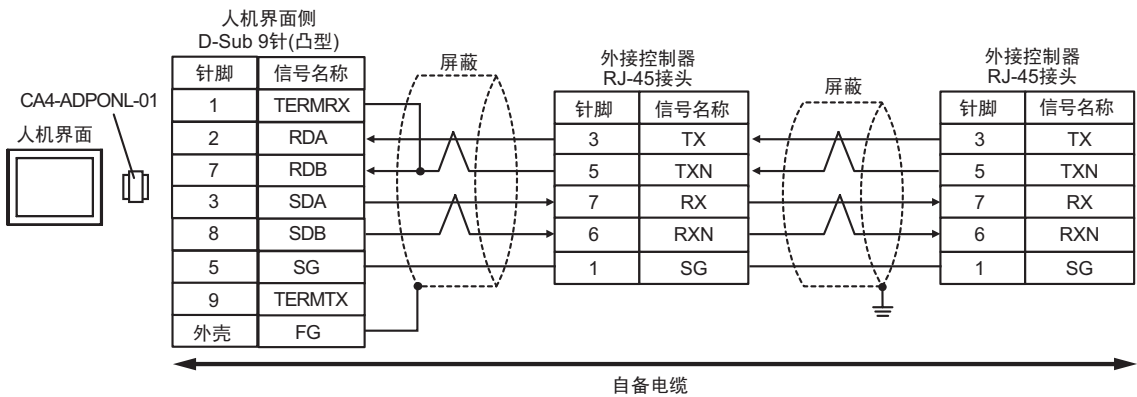 人机界面侧
D-Sub 9针(凸型)
CA4-ADPONL-01
人机界面
针脚 信号名称
1 TERMRX
2 RDA
7 RDB
3 SDA
8 SDB
5 SG
9 TERMTX
外壳 FG
屏蔽
外接控制器
RJ-45接头
针脚 信号名称
3 TX
5 TXN
7 RX
6 RXN
1 SG
屏蔽
外接控制器
RJ-45接头
针脚 信号名称
3 TX
5 TXN
7 RX
6 RXN
1 SG
自备电缆